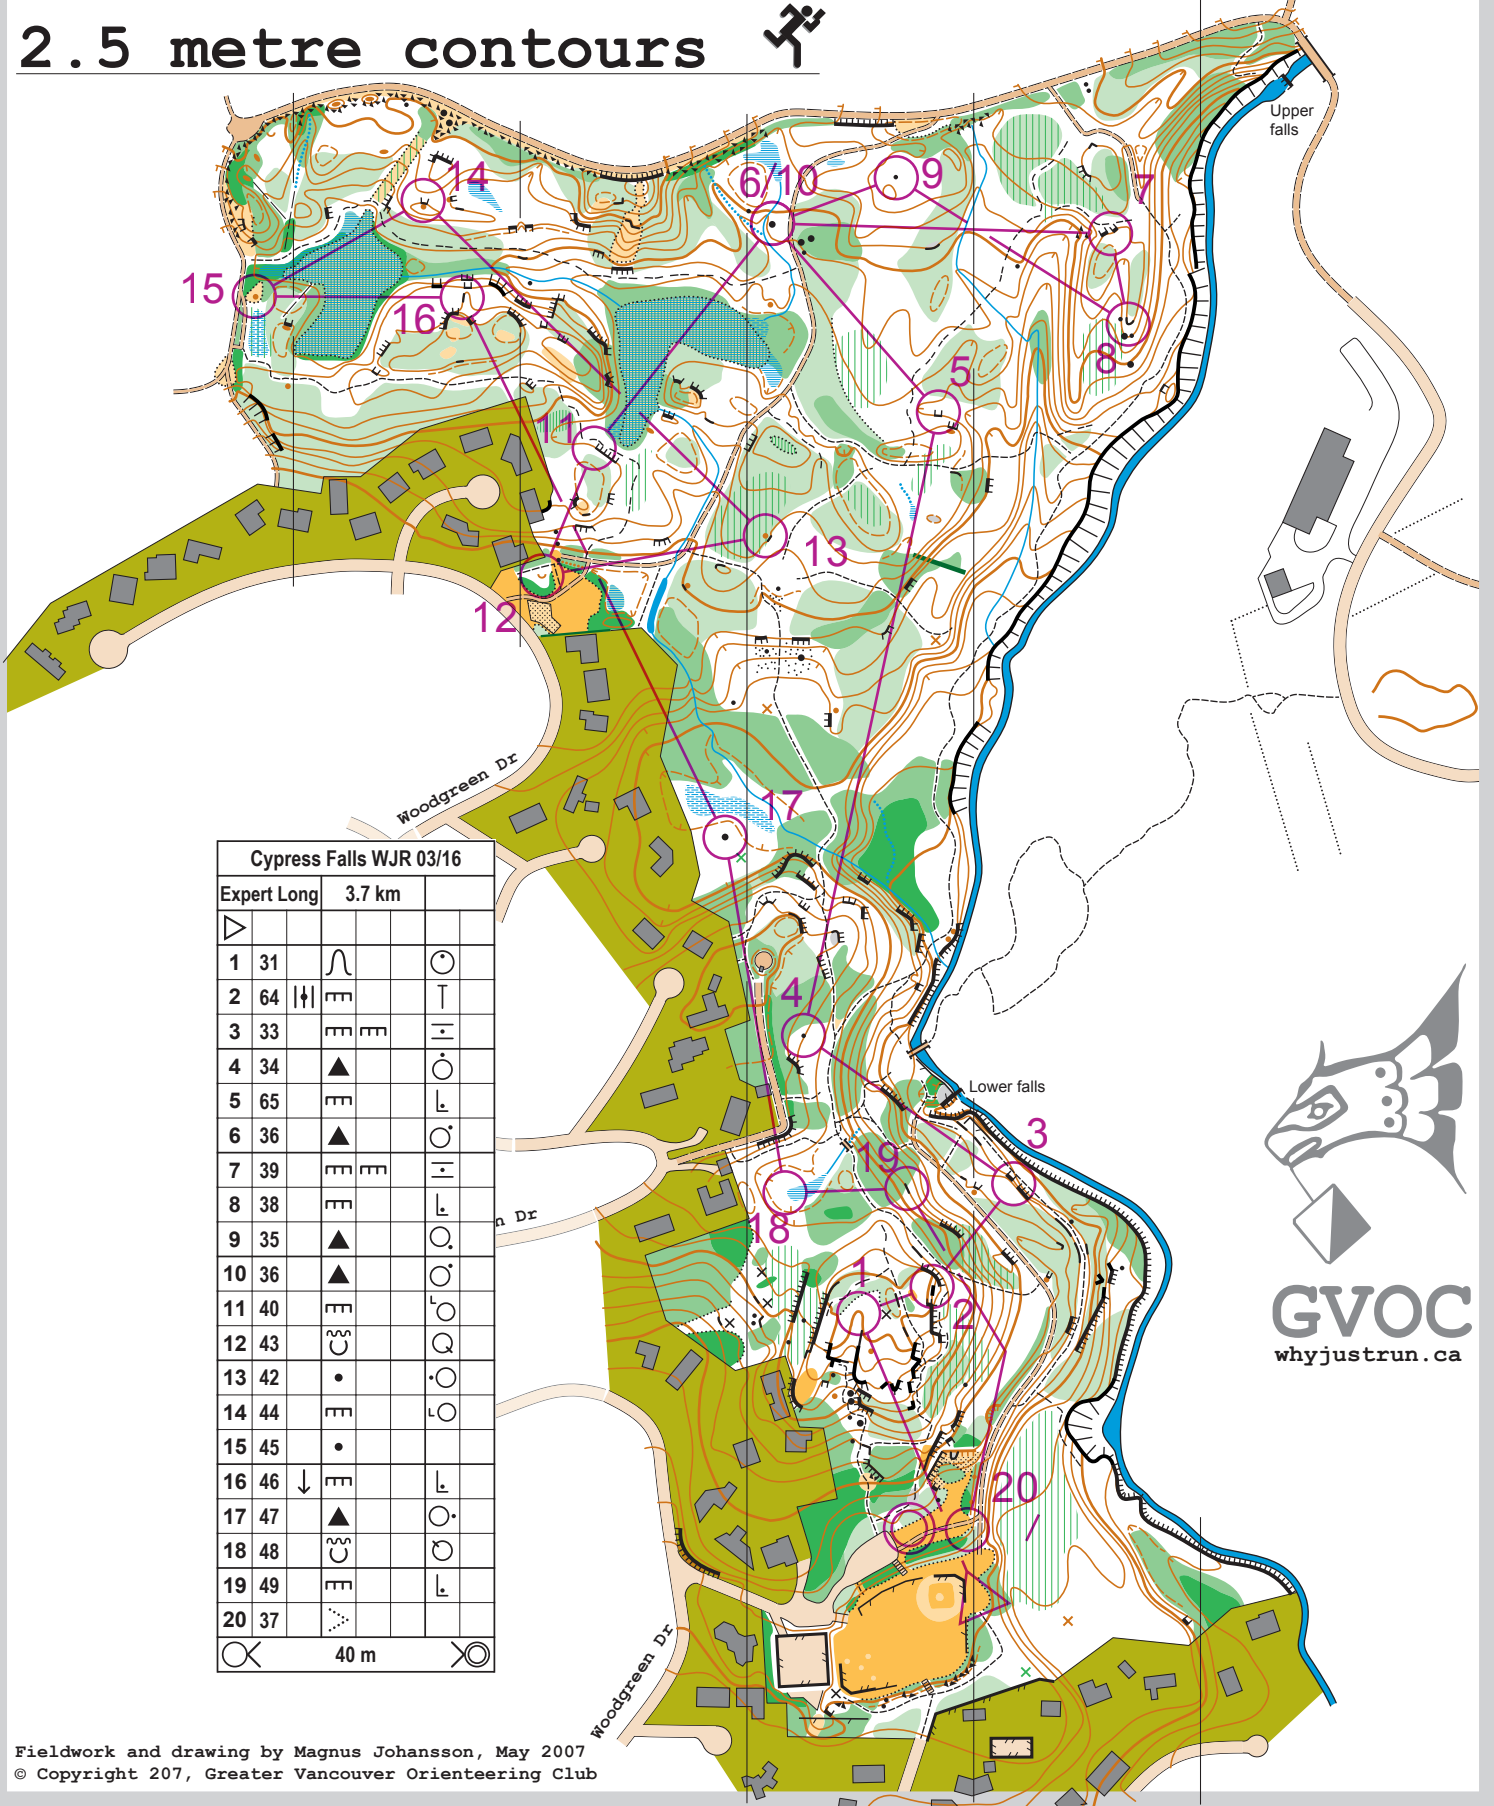 2.5 metre contours
Upper
falls
14
6/10
9
7
15
16
8
5
11
13
12
Woodgreen Dr
17
4
Lower falls
3
19
18
n Dr
1
2
20
/
Cypress Falls WJR 03/16
Expert Long 3.7 km
1 31
2 64
3 33
4 34
5 65
6 36
7 39
8 38
9 35
10 36
11 40
12 43
13 42
14 44
15 45
16 46
17 47
18 48
19 49
20 37
40 m
GVOC
whyjustrun.ca
Woodgreen Dr
Fieldwork and drawing by Magnus Johansson, May 2007
© Copyright 207, Greater Vancouver Orienteering Club